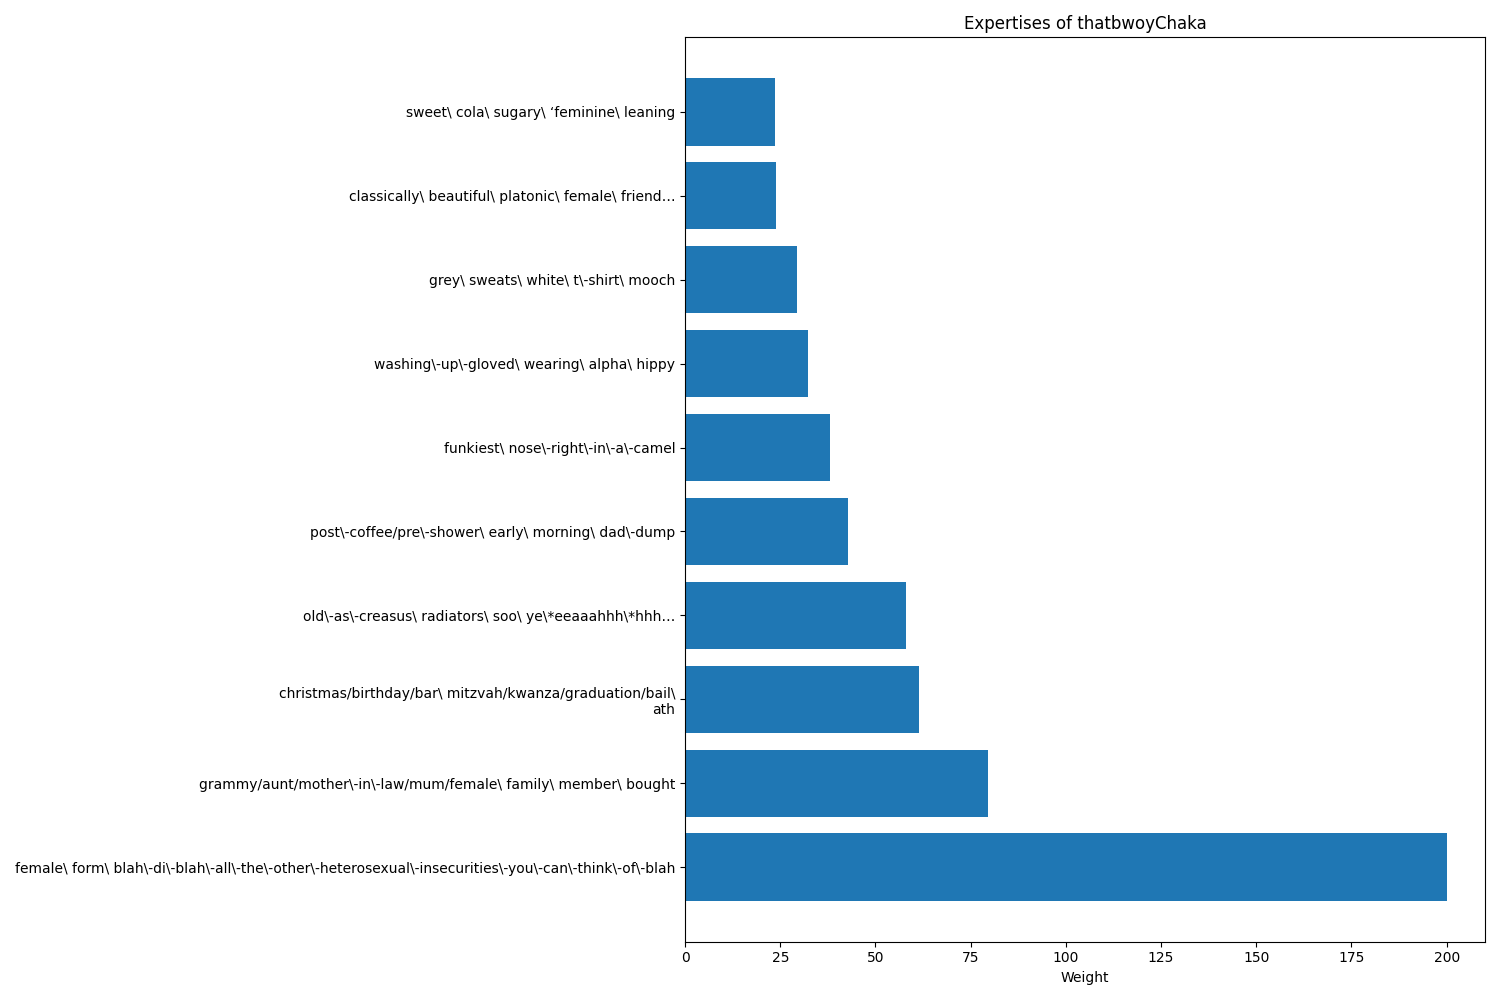 Expertises of thatbwoyChaka
sweet\ cola\ sugary\ ‘feminine\ leaning
classically\ beautiful\ platonic\ female\ friend…
grey\ sweats\ white\ t\-shirt\ mooch
washing\-up\-gloved\ wearing\ alpha\ hippy
funkiest\ nose\-right\-in\-a\-camel
post\-coffee/pre\-shower\ early\ morning\ dad\-dump
old\-as\-creasus\ radiators\ soo\ ye\*eeaaahhh\*hhh…
christmas/birthday/bar\ mitzvah/kwanza/graduation/bail\
ath
grammy/aunt/mother\-in\-law/mum/female\ family\ member\ bought
female\ form\ blah\-di\-blah\-all\-the\-other\-heterosexual\-insecurities\-you\-can\-think\-of\-blah
0 25 50 75 100 125 150 175 200
Weight